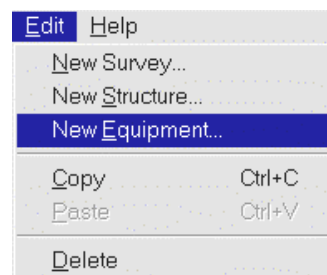 Edit Help
New Survey...
New Structure...
New Equipment...
Copy Ctrl+C
Paste Ctrl+V
Delete